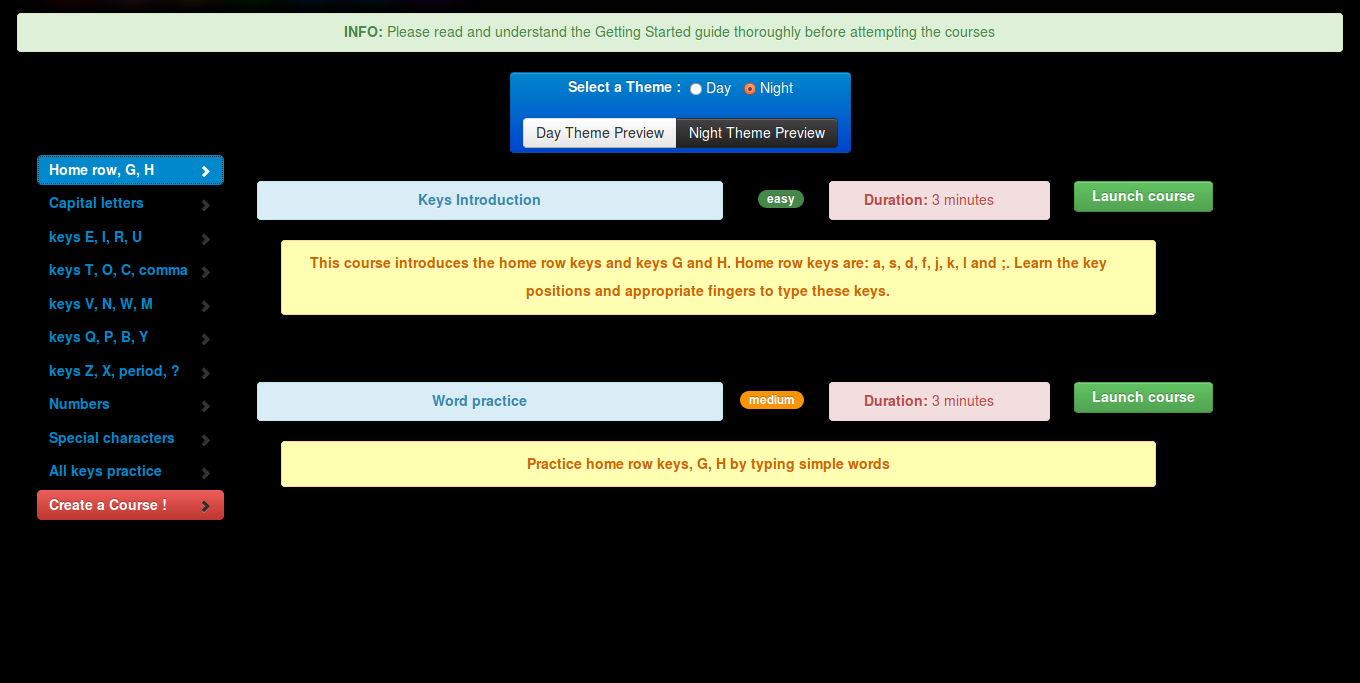 INFO: Please read and understand the Getting Started guide thoroughly before attempting the courses
Select a Theme : Day Night
Day Theme Preview Night Theme Preview
Home row, G, H
Capital letters
keys E, I, R, U
keys T, O, C, comma
keys V, N, W, M
keys Q, P, B, Y
keys Z, X, period, ?
Numbers
Special characters
All keys practice
Create a Course !
Keys Introduction easy Duration: 3 minutes Launch course
This course introduces the home row keys and keys G and H. Home row keys are: a, s, d, f, j, k, l and ;. Learn the key
positions and appropriate fingers to type these keys.
Word practice medium Duration: 3 minutes Launch course
Practice home row keys, G, H by typing simple words